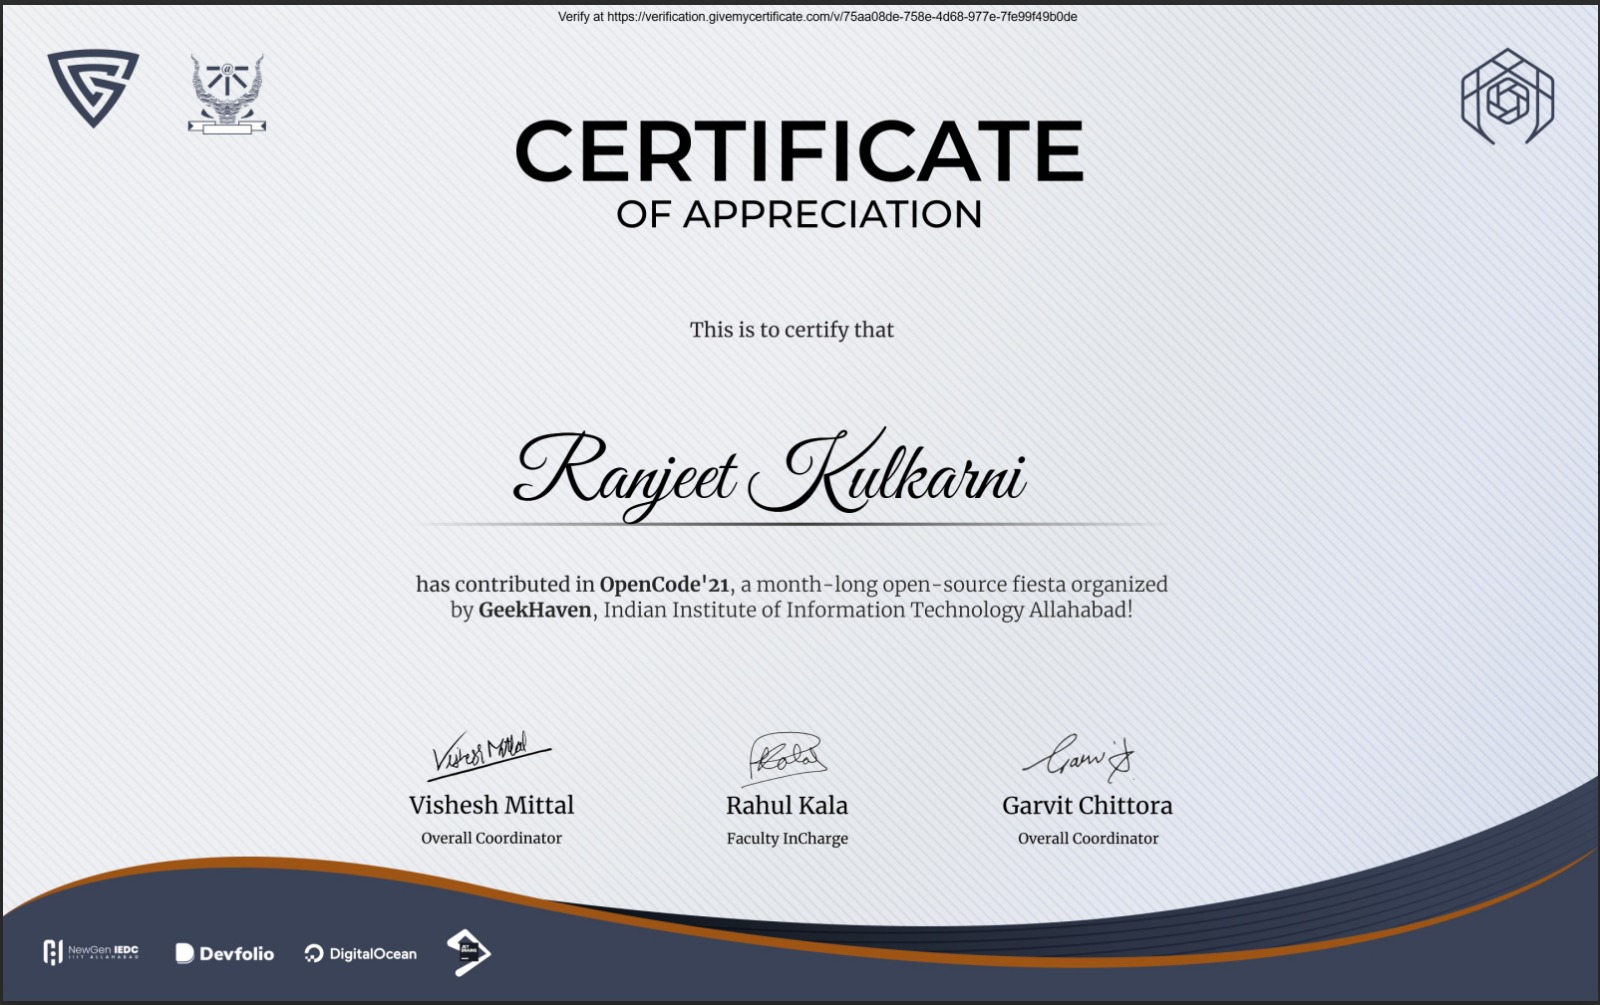 Verify at https://verification.givemycertificate.com/v/75aa08de-758e-4d68-977e-7fe99f49b0de
CERTIFICATE
OF APPRECIATION
This is to certify that
Ranjeet Kulkarni
has contributed in OpenCode'21, a month-long open-source fiesta organized
by GeekHaven, Indian Institute of Information Technology Allahabad!
Vishesh Mittal
Rahul Kala
Garvit Chittora
Overall Coordinator
Faculty InCharge
Overall Coordinator
NewGen IEDC
IIIT ALLAHABAD
Devfolio
DigitalOcean
JET
BRAINS